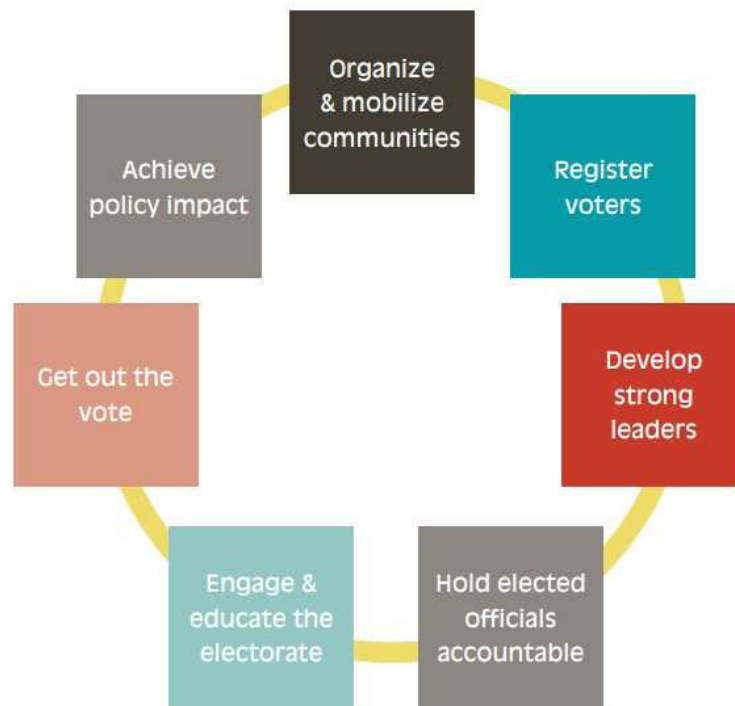 Organize
& mobilize
communities
Register
voters
Develop
strong
leaders
Hold elected
officials
accountable
Engage &
educate the
electorate
Get out the
vote
Achieve
policy impact